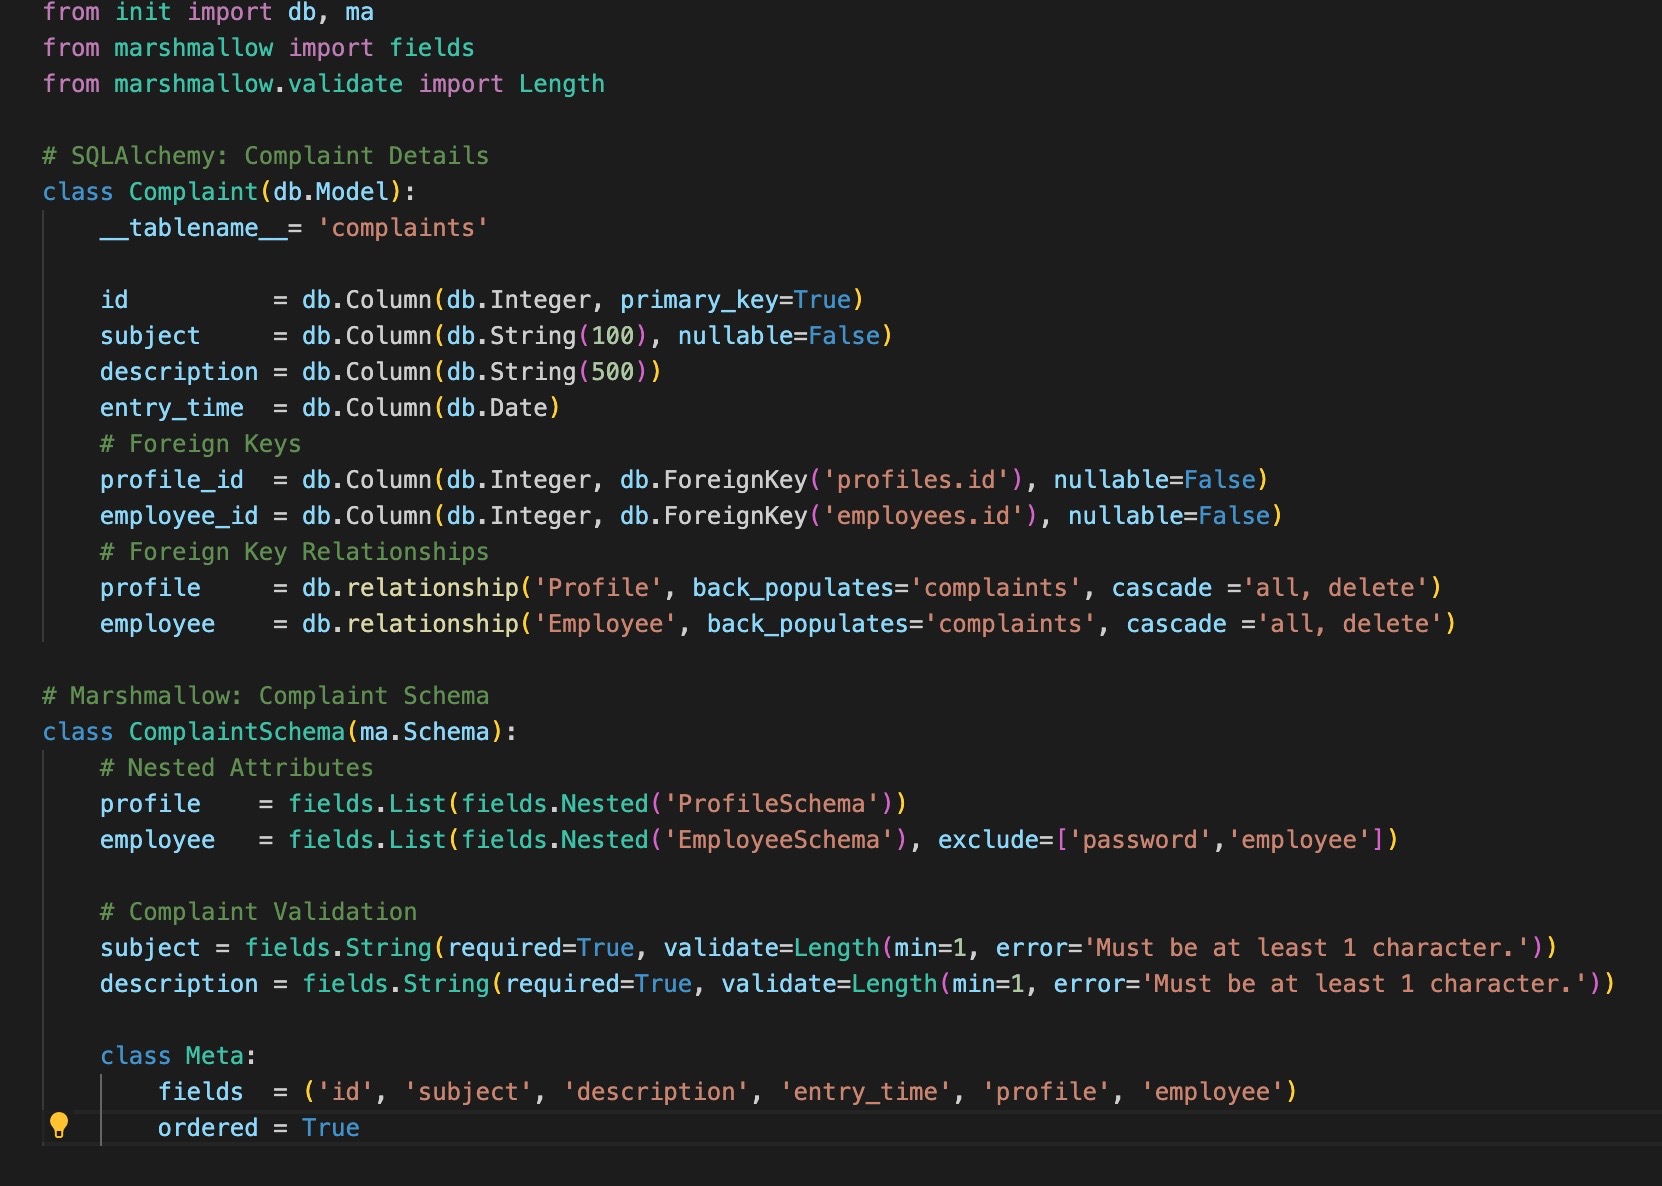 from init import db, ma
from marshmallow import fields
from marshmallow.validate import Length

# SQLAlchemy: Complaint Details
class Complaint(db.Model):
    __tablename__= 'complaints'

    id          = db.Column(db.Integer, primary_key=True)
    subject     = db.Column(db.String(100), nullable=False)
    description = db.Column(db.String(500))
    entry_time  = db.Column(db.Date)
    # Foreign Keys
    profile_id  = db.Column(db.Integer, db.ForeignKey('profiles.id'), nullable=False)
    employee_id = db.Column(db.Integer, db.ForeignKey('employees.id'), nullable=False)
    # Foreign Key Relationships
    profile     = db.relationship('Profile', back_populates='complaints', cascade ='all, delete')
    employee    = db.relationship('Employee', back_populates='complaints', cascade ='all, delete')

# Marshmallow: Complaint Schema
class ComplaintSchema(ma.Schema):
    # Nested Attributes
    profile    = fields.List(fields.Nested('ProfileSchema'))
    employee   = fields.List(fields.Nested('EmployeeSchema'), exclude=['password','employee'])

    # Complaint Validation
    subject = fields.String(required=True, validate=Length(min=1, error='Must be at least 1 character.'))
    description = fields.String(required=True, validate=Length(min=1, error='Must be at least 1 character.'))

    class Meta:
        fields  = ('id', 'subject', 'description', 'entry_time', 'profile', 'employee')
        ordered = True